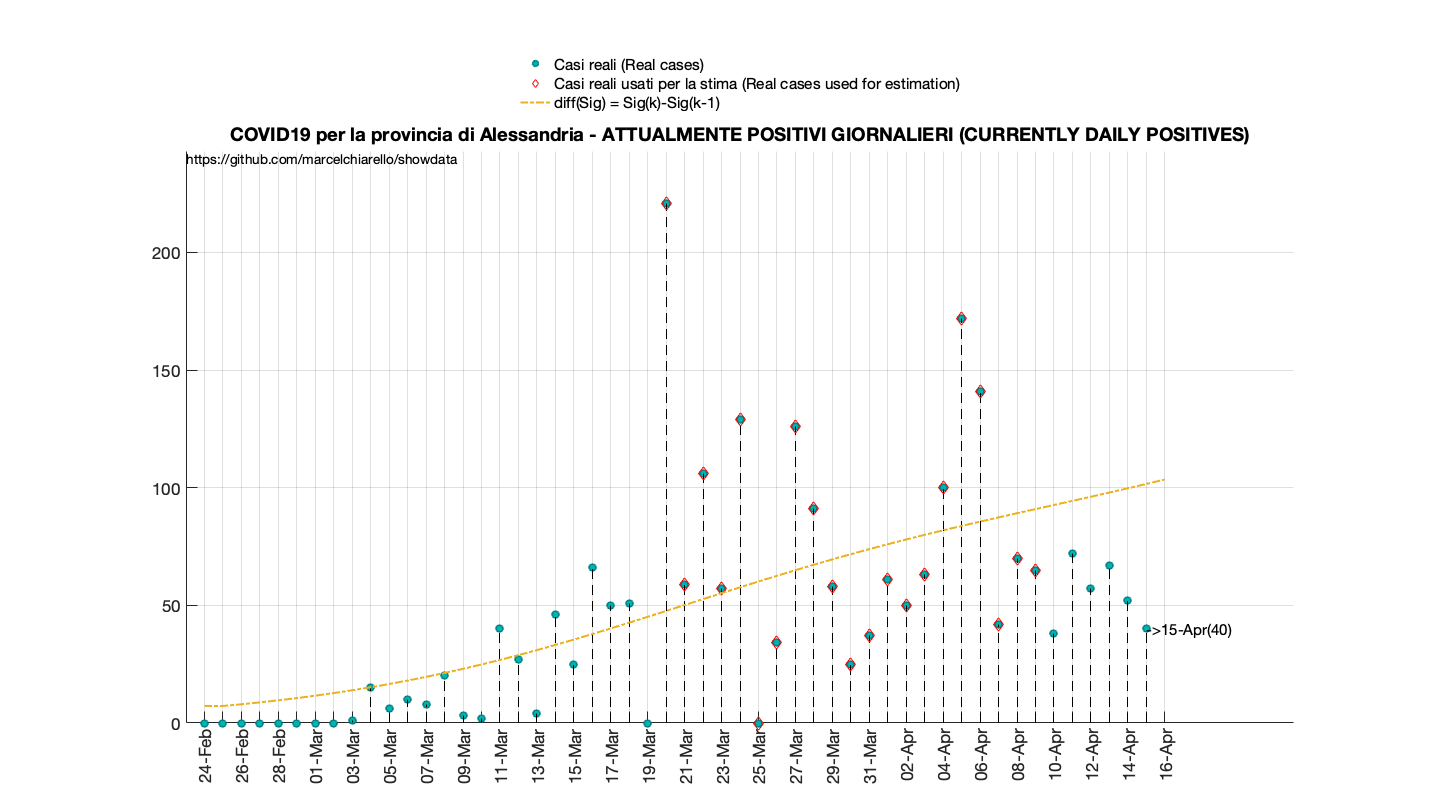 Casi reali (Real cases)
Casi reali usati per la stima (Real cases used for estimation)
diff(Sig) = Sig(k)-Sig(k-1)
COVID19 per la provincia di Alessandria - ATTUALMENTE POSITIVI GIORNALIERI (CURRENTLY DAILY POSITIVES)
https://github.com/marcelchiarello/showdata
200
150
100
50
0
->15-Apr(40)
24-Feb
26-Feb
28-Feb
01-Mar
03-Mar
05-Mar
07-Mar
09-Mar
11-Mar
13-Mar
15-Mar
17-Mar
19-Mar
21-Mar
23-Mar
25-Mar
27-Mar
29-Mar
31-Mar
02-Apr
04-Apr
06-Apr
08-Apr
10-Apr
12-Apr
14-Apr
16-Apr